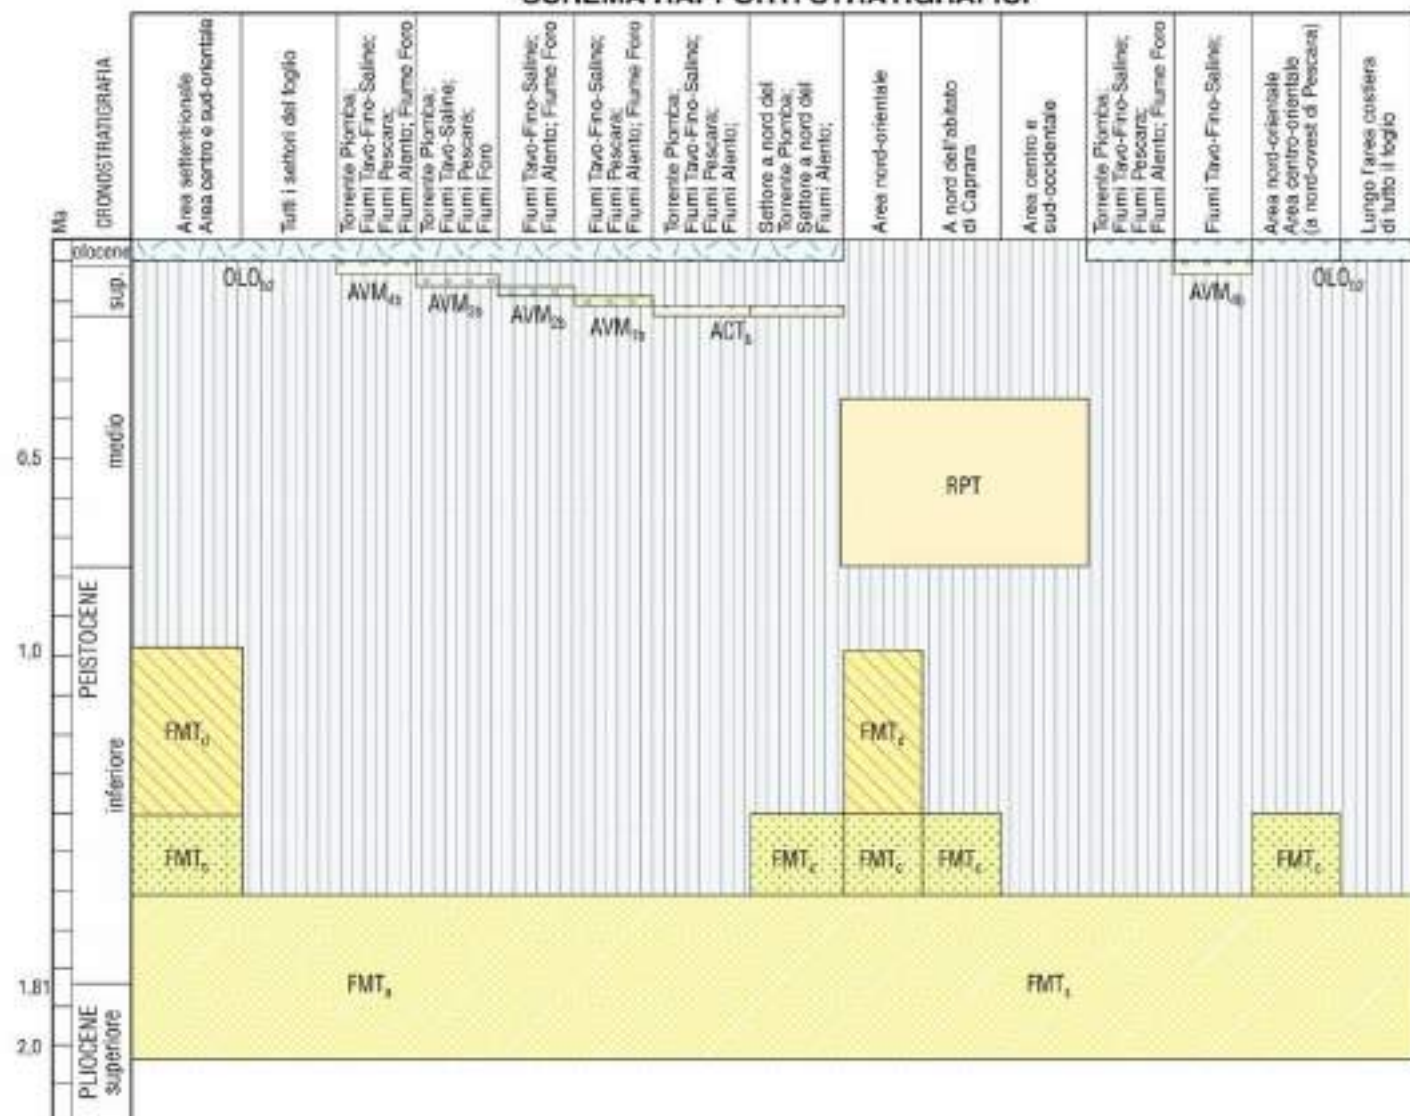 SCHEMA RAPPORTI STRATIGRAFICI
Ma
CRONOSTRATIGRAFIA
Area settentrionale
Area centro e sud-orientale
Tutti i settori del foglio
Torrente Piomba;
Fiumi Tavo-Fino-Saline;
Fiumi Pescara;
Fiumi Alento; Fiume Foro
Torrente Piomba;
Fiumi Tavo-Saline;
Fiumi Pescara;
Fiumi Foro
Fiumi Tavo-Fino-Saline;
Fiumi Alento; Fiume Foro
Fiumi Tavo-Fino-Saline;
Fiumi Pescara;
Fiumi Alento; Fiume Foro
Torrente Piomba;
Fiumi Tavo-Fino-Saline;
Fiumi Pescara;
Fiumi Alento;
Settore a nord del
Torrente Piomba;
Settore a nord del
Fiumi Alento;
Area nord-orientale
A nord dell'abitato
di Caprara
Area centro e
sud-occidentale
Torrente Piomba;
Fiumi Tavo-Fino-Saline;
Fiumi Pescara;
Fiumi Alento; Fiume Foro
Fiumi Tavo-Fino-Saline;
Area nord-orientale
Area centro-orientale
(a nord-ovest di Pescara)
Lungo l'area costiera
di tutto il foglio
olocene
sup.
medio
inferiore
PEISTOCENE
PLIOCENE
superiore
0,5
1,0
1,81
2,0
OLO
AVM
AVM
AVM
AVM
ACT
AVM
OLO
RPT
FMT
FMT
FMT
FMT
FMT
FMT
FMT
FMT
FMT